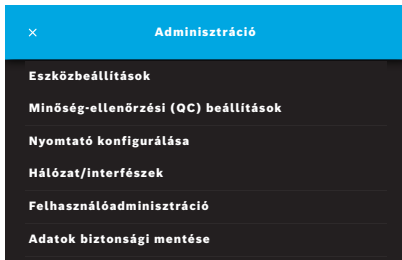 × Adminisztráció
Eszközbeállítások
Minőség-ellenőrzési (QC) beállítások
Nyomtató konfigurálása
Hálózat/interfészek
Felhasználóadminisztráció
Adatok biztonsági mentése